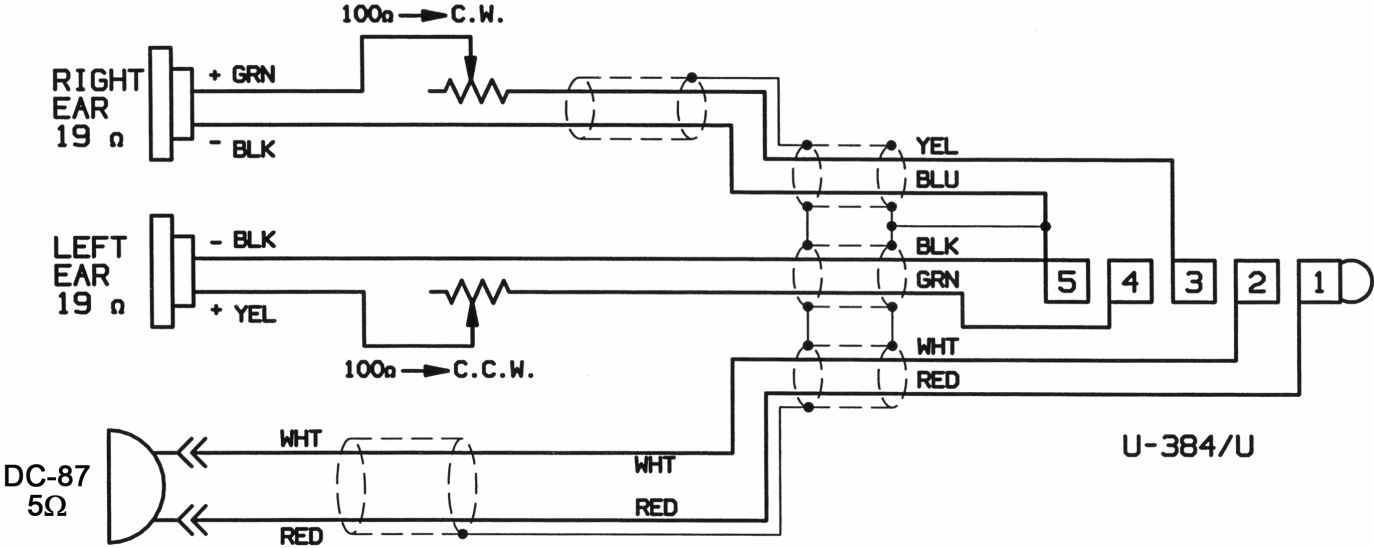 100Ω C.W.
RIGHT
EAR
19 Ω
+ GRN
- BLK
YEL
BLU
LEFT
EAR
19 Ω
- BLK
+ YEL
BLK
GRN
5 4 3 2 1
100Ω C.C.W.
WHT
RED
U-384/U
DC-87
5Ω
WHT
WHT
RED
RED